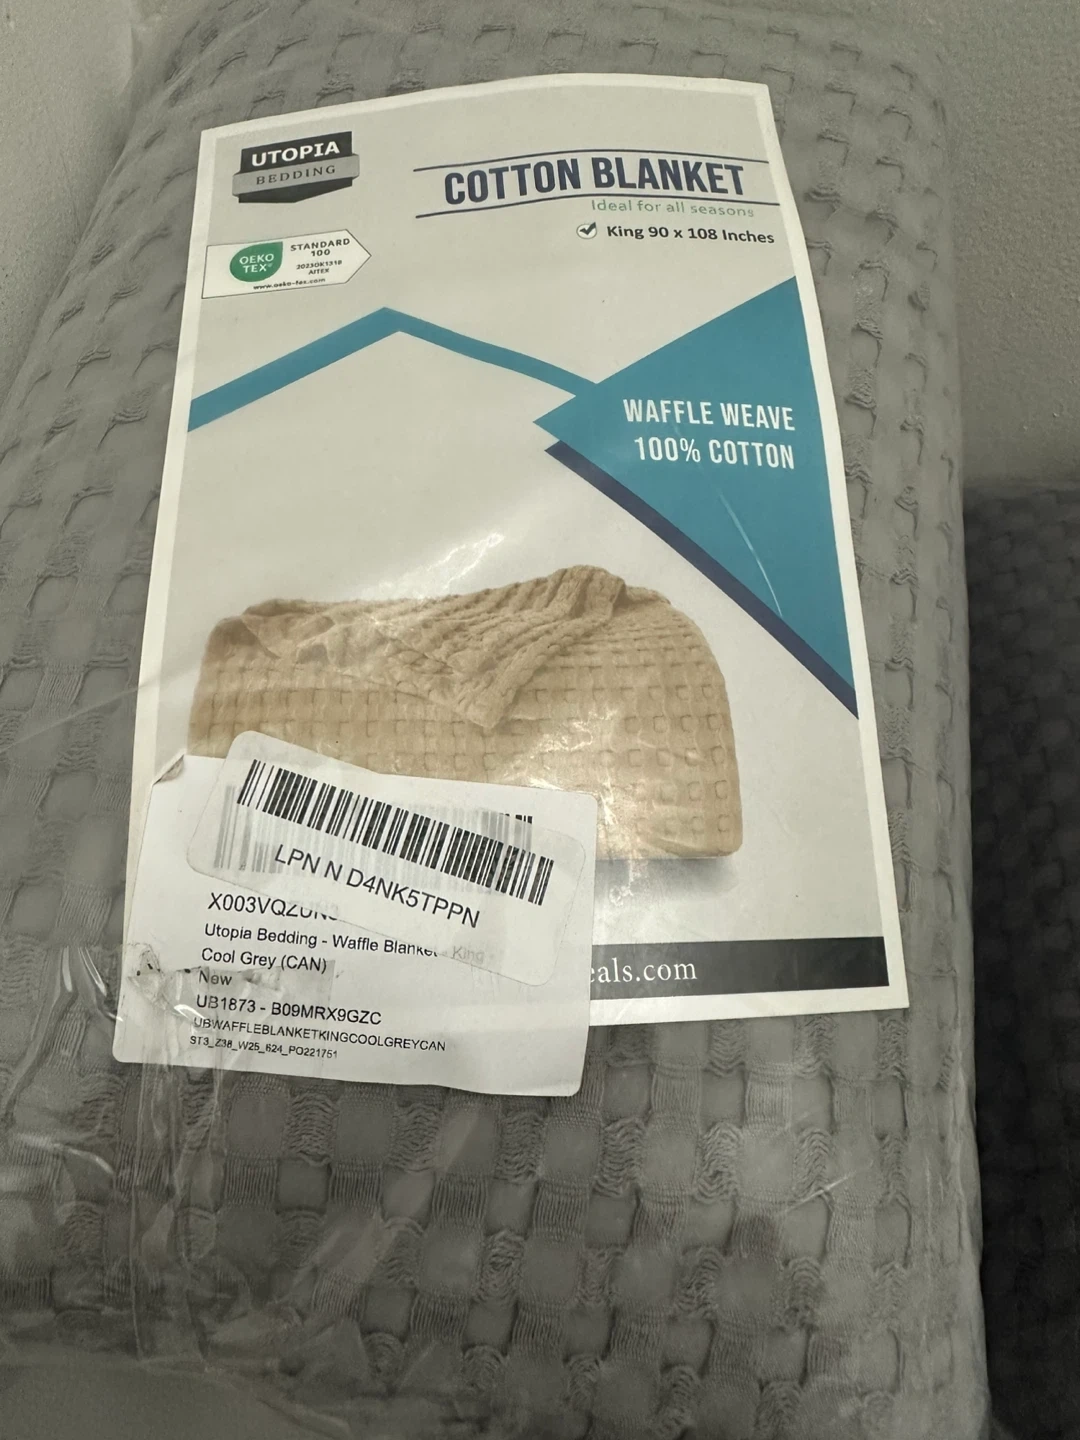 UTOPIA
BEDDING
COTTON BLANKET
Ideal for all seasons
King 90 x 108 Inches
OEKO
TEX®
STANDARD
100
2023OK1318
AITEX
www.oeko-tex.com
WAFFLE WEAVE
100% COTTON
LPN N D4NK5TPPN
Utopia Bedding - Waffle Blanket - King -
Cool Grey (CAN)
New
UB1873 - B09MRX9GZC
UBWAFFLEBLANKETKINGCOOLGREYCAN
ST3_Z38_W25_624_PO221751
eals.com